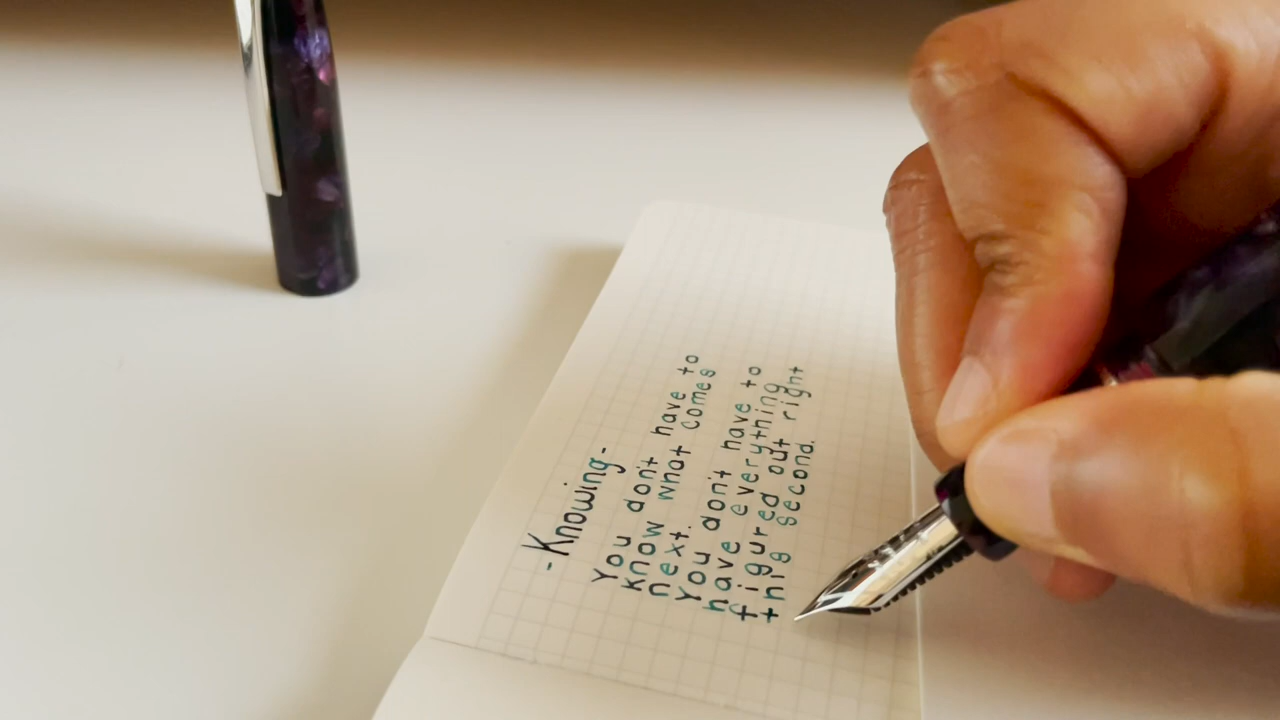 -Knowing-
You don't have to
know what comes
next.
You don't have to
have everything
figured out right
this second.